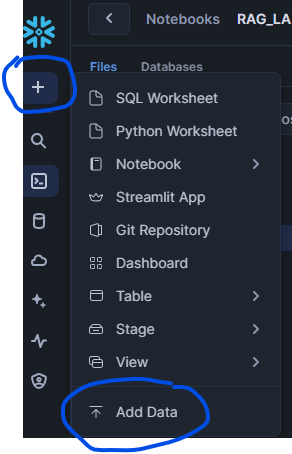 Notebooks RAG_LA
Files Databases
SQL Worksheet
Python Worksheet
Notebook
Streamlit App
Git Repository
Dashboard
Table
Stage
View
Add Data